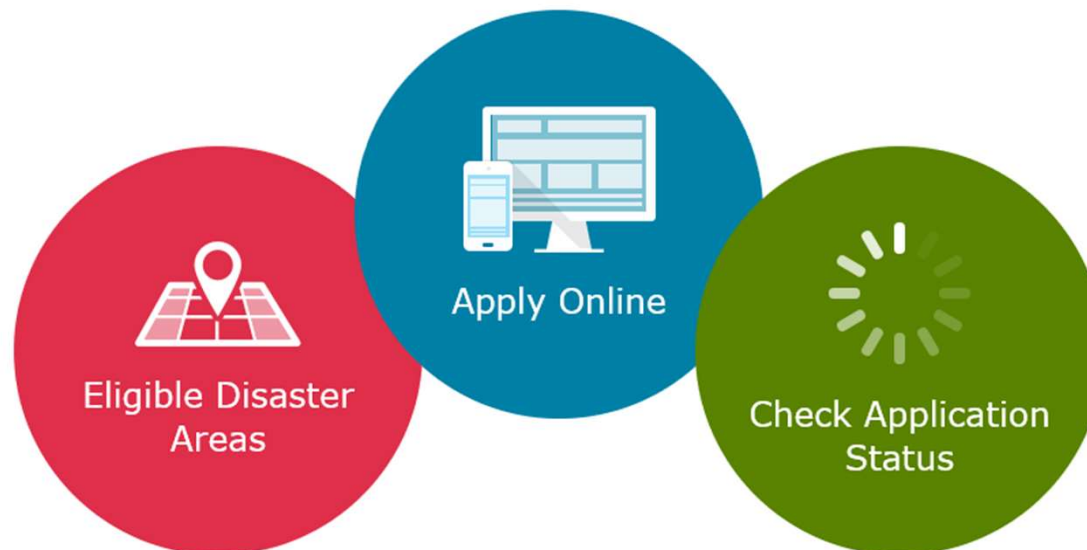 Eligible Disaster
Areas
Apply Online
Check Application
Status